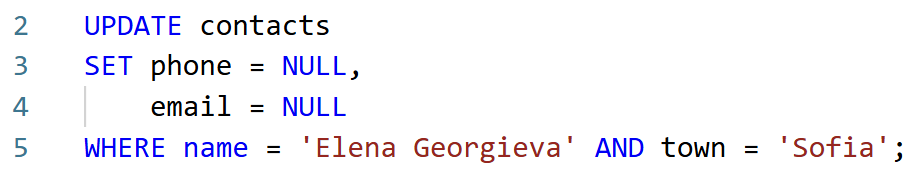 2 UPDATE contacts
3 SET phone = NULL,
4 email = NULL
5 WHERE name = 'Elena Georgieva' AND town = 'Sofia';